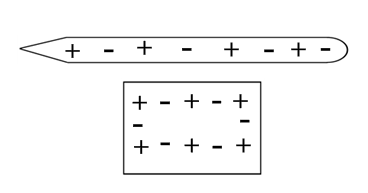 + - + - + - + -
+ - + - +
- -
+ - + - +